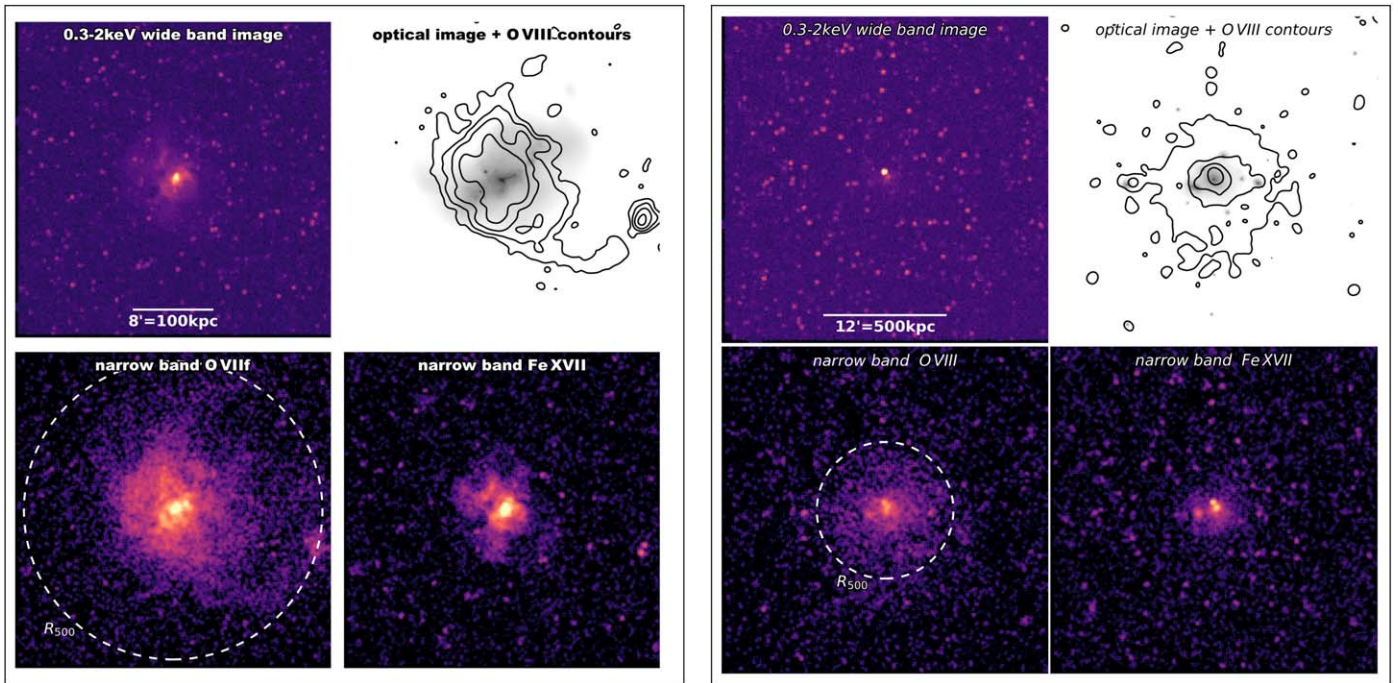 0.3-2keV wide band image
optical image + O VIII contours
8'=100kpc
narrow band O VIIf
narrow band Fe XVII
R500
0.3-2keV wide band image
optical image + O VIII contours
12'=500kpc
narrow band O VIII
narrow band Fe XVII
R500